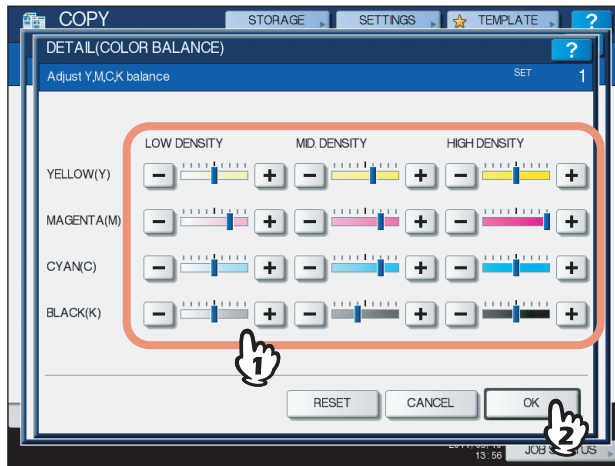 COPY STORAGE SETTINGS TEMPLATE ?
DETAIL(COLOR BALANCE) ?
Adjust Y,M,C,K balance SET 1
LOW DENSITY MID. DENSITY HIGH DENSITY
YELLOW(Y) - + - + - +
MAGENTA(M) - + - + - +
CYAN(C) - + - + - +
BLACK(K) - + - + - +
1
RESET CANCEL OK
2
13:56 JOB